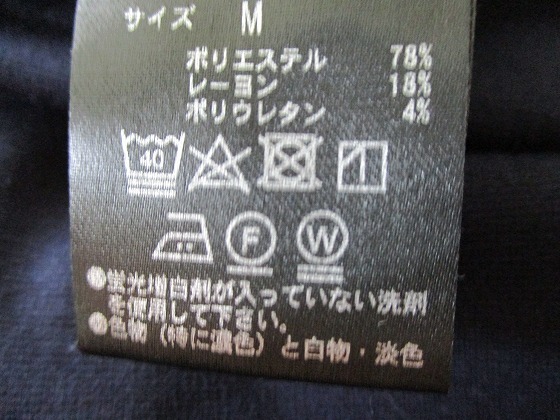 サイズ M
ポリエステル 78%
レーヨン 18%
ポリウレタン 4%
40
F W
●蛍光増白剤が入っていない洗剤
を使用して下さい。
●色物（特に濃色）と白物・淡色